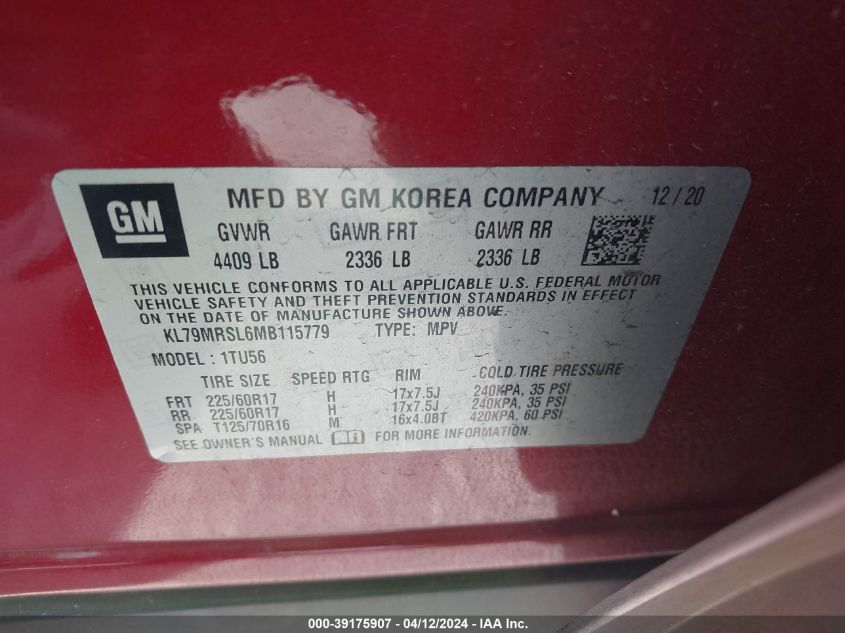 GM
MFD BY GM KOREA COMPANY 12/20
GVWR GAWR FRT GAWR RR
4409 LB 2336 LB 2336 LB
THIS VEHICLE CONFORMS TO ALL APPLICABLE U.S. FEDERAL MOTOR
VEHICLE SAFETY AND THEFT PREVENTION STANDARDS IN EFFECT
ON THE DATE OF MANUFACTURE SHOWN ABOVE.
KL79MRSL6MB115779 TYPE: MPV
MODEL: 1TU56
TIRE SIZE SPEED RTG RIM COLD TIRE PRESSURE
FRT 225/60R17 H 17x7.5J 240KPA, 35 PSI
RR 225/60R17 H 17x7.5J 240KPA, 35 PSI
SPA T125/70R16 M 16x4.0BT 420KPA, 60 PSI
SEE OWNER'S MANUAL FOR MORE INFORMATION.
000-39175907 - 04/12/2024 - IAA Inc.